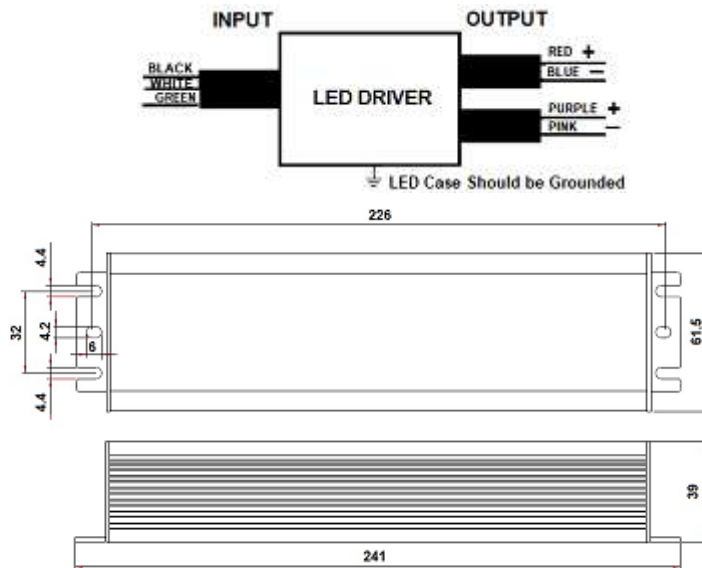 INPUT
OUTPUT
BLACK
WHITE
GREEN
LED DRIVER
RED +
BLUE −
PURPLE +
PINK −
LED Case Should be Grounded
226
4.4
32
4.2
6
4.4
61.5
39
241